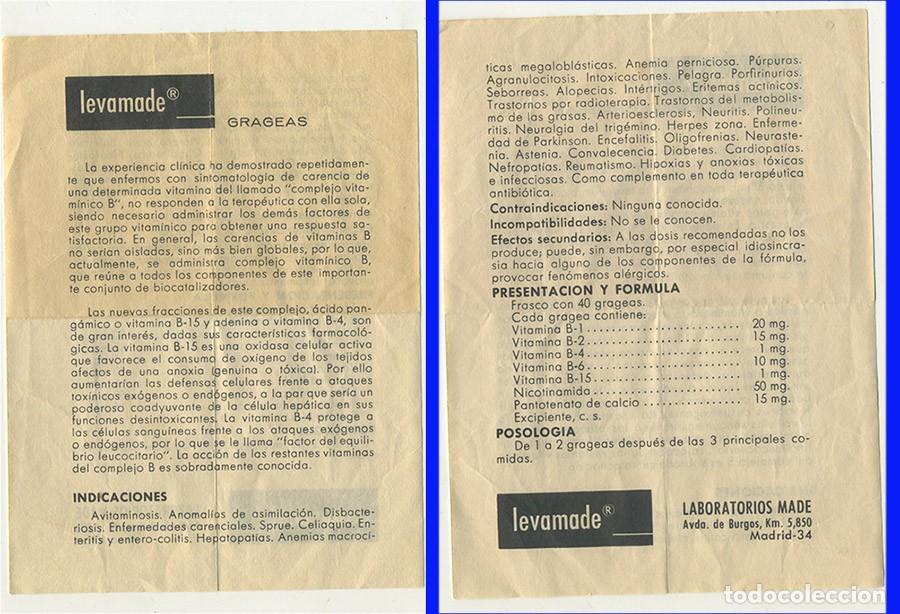 levamade®
GRAGEAS
La experiencia clínica ha demostrado repetidamen-
te que enfermos con sintomatología de carencia de
una determinada vitamina del llamado "complejo vita-
mínico B", no responden a la terapéutica con ella sola,
siendo necesario administrar los demás factores de
este grupo vitamínico para obtener una respuesta sa-
tisfactoria. En general, las carencias de vitaminas B
no serían aisladas, sino más bien globales, por lo que,
actualmente, se administra complejo vitamínico B,
que reúne a todos los componentes de este importan-
te conjunto de biocatalizadores.
Las nuevas fracciones de este complejo, ácido pan-
gámico o vitamina B-15 y adenina o vitamina B-4, son
de gran interés, dadas sus características farmacoló-
gicas. La vitamina B-15 es una oxidasa celular activa
que favorece el consumo de oxígeno de los tejidos
afectos de una anoxia (genuina o tóxica). Por ello
aumentarían las defensas celulares frente a ataques
toxínicos exógenos o endógenos, a la par que sería un
poderoso coadyuvante de la célula hepática en sus
funciones desintoxicantes. La vitamina B-4 protege a
las células sanguíneas frente a los ataques exógenos
o endógenos, por lo que se le llama "factor del equili-
brio leucocitario". La acción de las restantes vitaminas
del complejo B es sobradamente conocida.
INDICACIONES
Avitaminosis. Anomalías de asimilación. Disbacte-
riosis. Enfermedades carenciales. Sprue. Celiaquia. En-
teritis y entero-colitis. Hepatopatías. Anemias macrocí-
ticas megaloblásticas. Anemia perniciosa. Púrpuras.
Agranulocitosis. Intoxicaciones. Pelagra. Porfirinurias.
Seborreas. Alopecias. Intértrigos. Eritemas actínicos.
Trastornos por radioterapia. Trastornos del metabolis-
mo de las grasas. Arterioesclerosis, Neuritis. Polineu-
ritis. Neuralgia del trigémino. Herpes zona. Enferme-
dad de Parkinson. Encefalitis. Oligofrenias. Neuraste-
nia. Astenia. Convalecencia. Diabetes. Cardiopatías.
Nefropatías. Reumatismo. Hipoxias y anoxias tóxicas
e infecciosas. Como complemento en toda terapéutica
antibiótica.
Contraindicaciones: Ninguna conocida.
Incompatibilidades: No se le conocen.
Efectos secundarios: A las dosis recomendadas no los
produce; puede, sin embargo, por especial idiosincra-
sia hacia alguno de los componentes de la fórmula,
provocar fenómenos alérgicos.
PRESENTACION Y FORMULA
Frasco con 40 grageas.
Cada gragea contiene:
Vitamina B-1 ........................ 20 mg.
Vitamina B-2 ........................ 15 mg.
Vitamina B-4 ........................ 1 mg.
Vitamina B-6 ........................ 10 mg.
Vitamina B-15 ........................ 1 mg.
Nicotinamida ........................ 50 mg.
Pantotenato de calcio ................ 15 mg.
Excipiente, c. s.
POSOLOGIA
De 1 a 2 grageas después de las 3 principales co-
midas.
levamade®
LABORATORIOS MADE
Avda. de Burgos, Km. 5,850
Madrid-34
todocoleccion